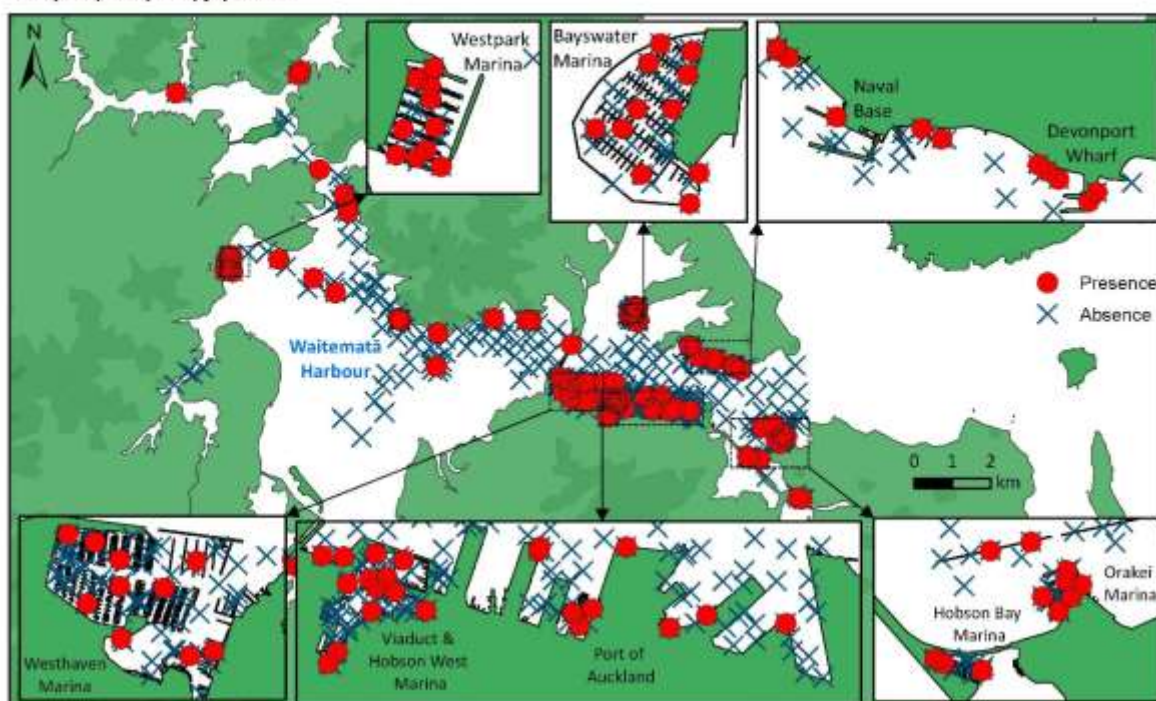 N
Westpark
Marina
Bayswater
Marina
Naval
Base
Devonport
Wharf
Presence
Absence
Waitematā
Harbour
0 1 2
km
Westhaven
Marina
Viaduct &
Hobson West
Marina
Port of
Auckland
Hobson Bay
Marina
Orakei
Marina